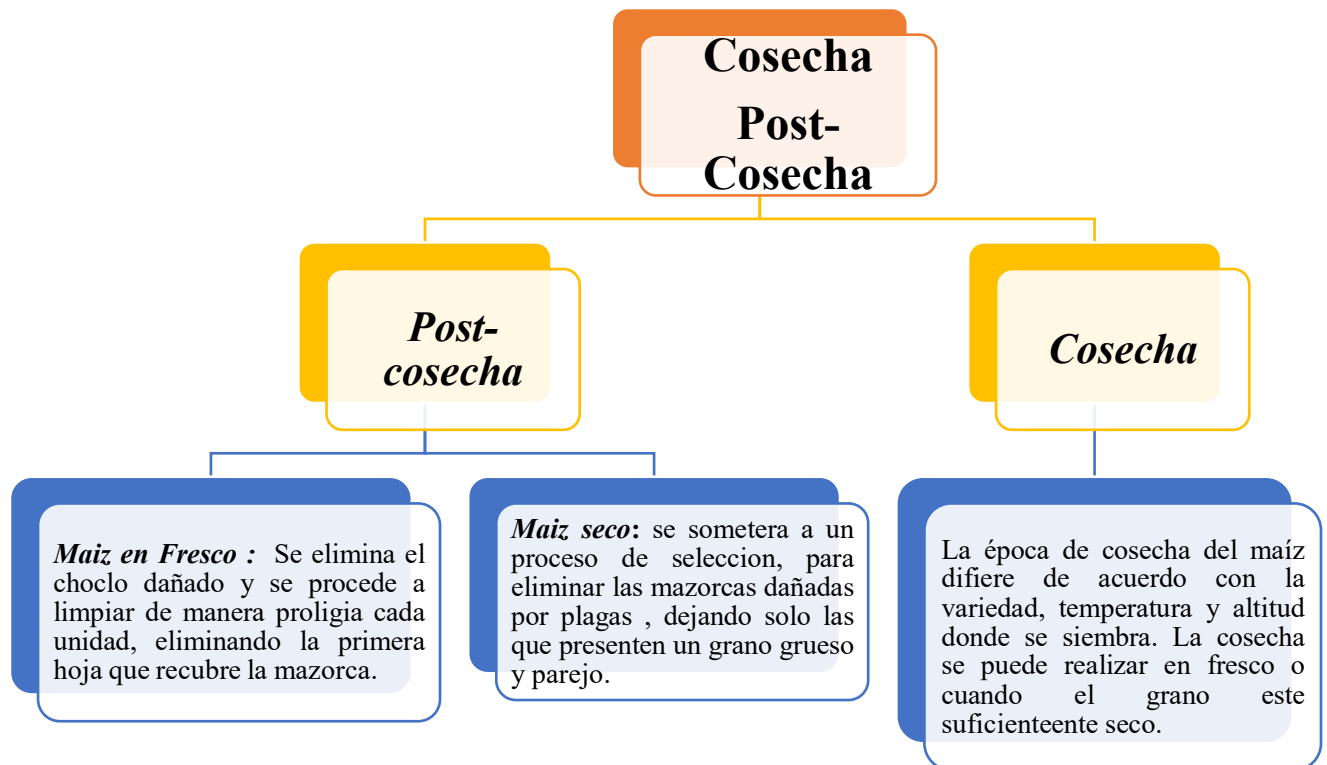 Cosecha
Post-
Cosecha
Post-
cosecha
Cosecha
Maiz en Fresco : Se elimina el
choclo dañado y se procede a
limpiar de manera proligia cada
unidad, eliminando la primera
hoja que recubre la mazorca.
Maiz seco: se sometera a un
proceso de seleccion, para
eliminar las mazorcas dañadas
por plagas , dejando solo las
que presenten un grano grueso
y parejo.
La época de cosecha del maíz
difiere de acuerdo con la
variedad, temperatura y altitud
donde se siembra. La cosecha
se puede realizar en fresco o
cuando el grano este
suficienteente seco.